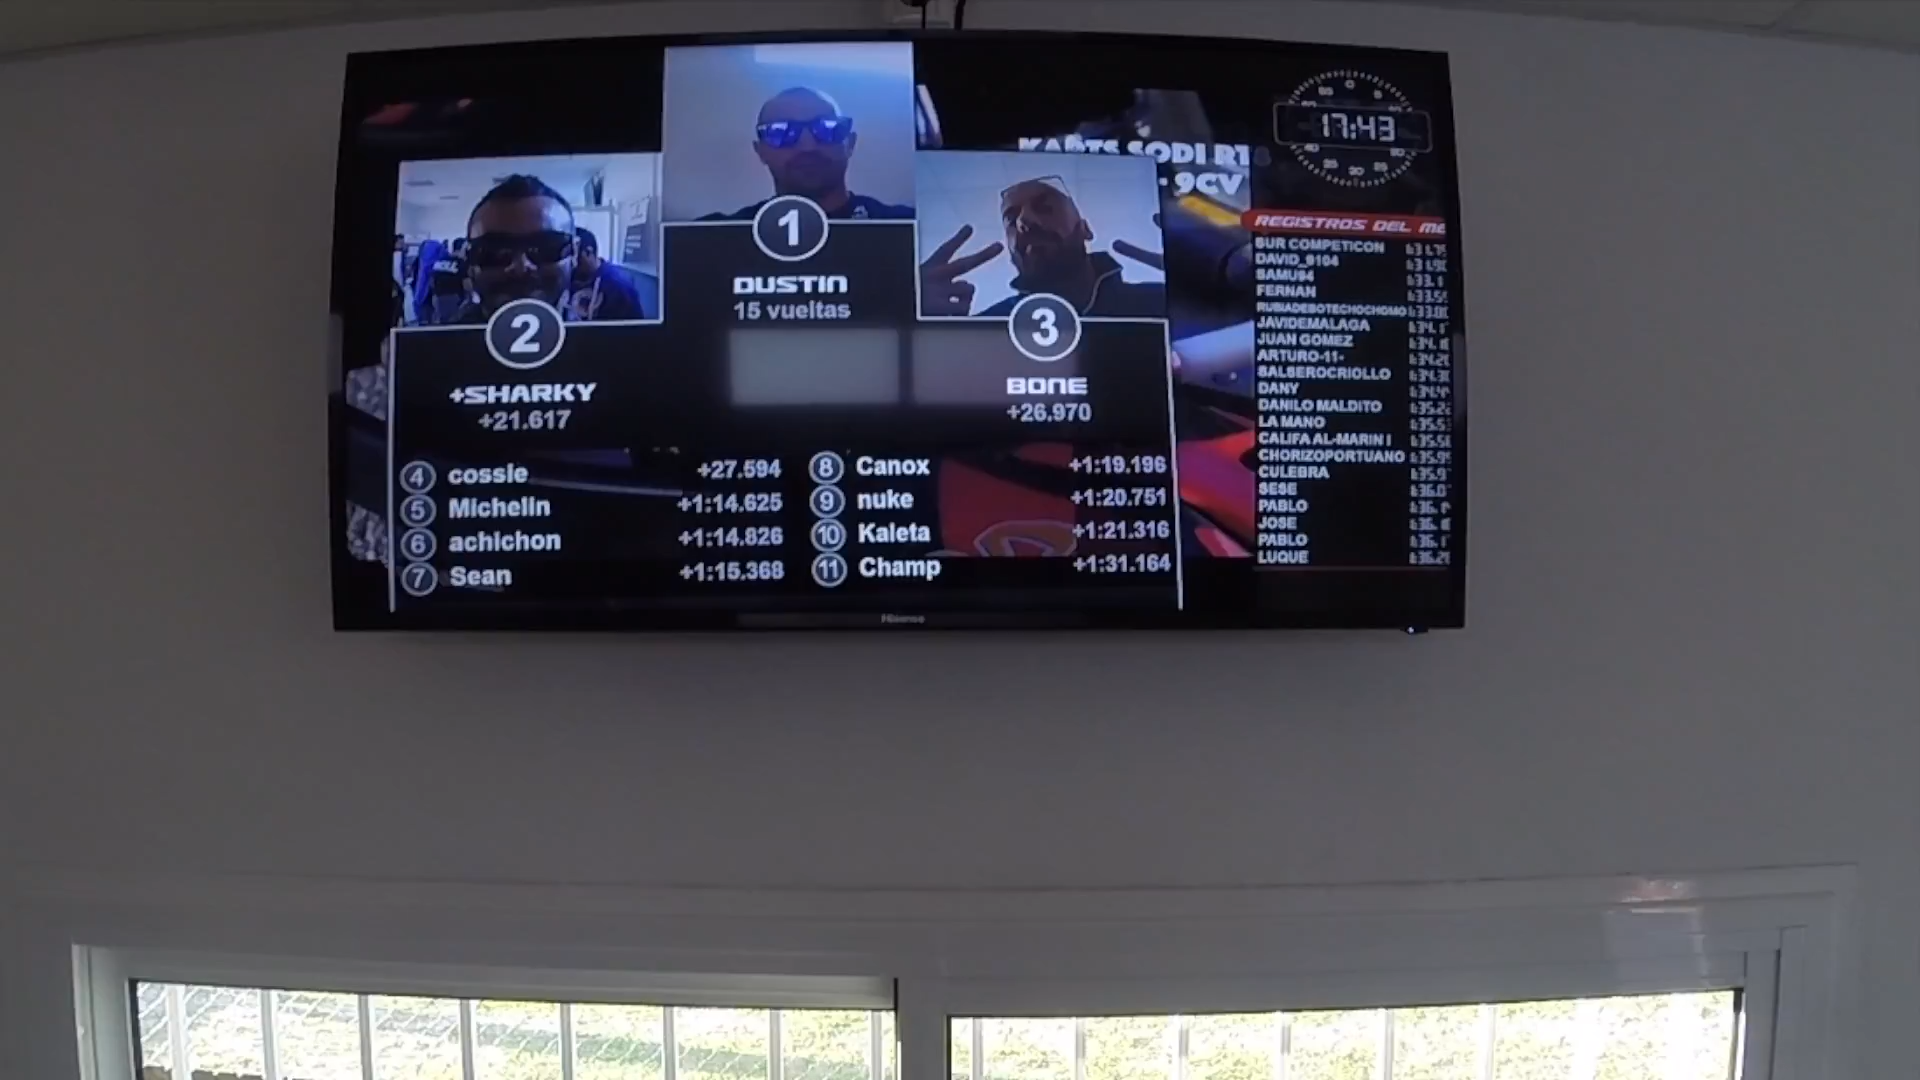 17:43
KARTS SODI RT
- 9CV
1
DUSTIN
15 vueltas
2
+SHARKY
+21.617
3
BONE
+26.970
4 cossie +27.594
5 Michelin +1:14.625
6 achichon +1:14.826
7 Sean +1:15.368
8 Canox +1:19.196
9 nuke +1:20.751
10 Kaleta +1:21.316
11 Champ +1:31.164
REGISTROS DEL ME
SUR COMPETICON
DAVID_9104
SAMU94
FERNAN
RUBIADEBOTECHOCHOMO
JAVIDEMALAGA
JUAN GOMEZ
ARTURO-11-
SALSEROCRIOLLO
DANY
DANILO MALDITO
LA MANO
CALIFA AL-MARIN I
CHORIZOPORTUANO
CULEBRA
SESE
PABLO
JOSE
PABLO
LUQUE
Hisense